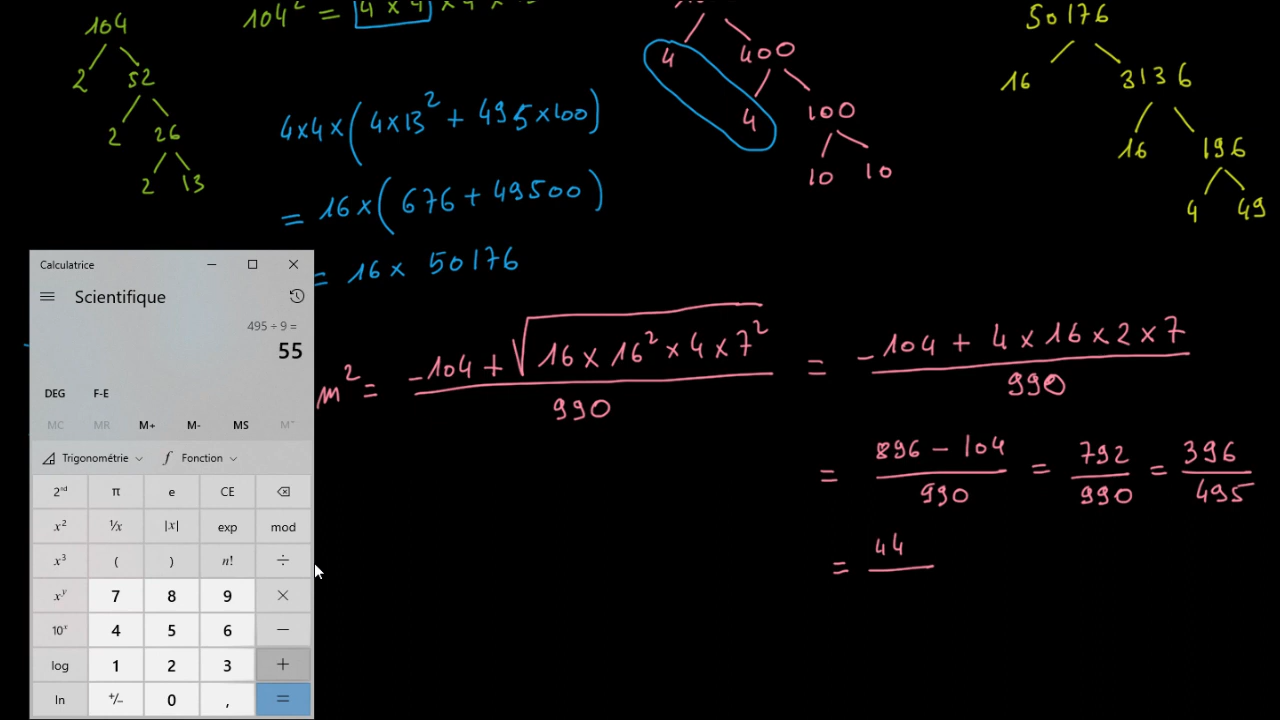 104
2 52
2 26
2 13
104² = 4 × 4
4
400
4
100
10 10
50176
16 3136
16 196
4 49
4×4×(4×13² + 495×100)
= 16×(676 + 49500)
= 16× 50176
m² = (-104 + √(16 × 16² × 4 × 7²))/990 = (-104 + 4 × 16 × 2 × 7)/990
= (896 - 104)/990 = 792/990 = 396/495
= 44
Calculatrice
Scientifique
495 ÷ 9 =
55
DEG F-E
MC MR M+ M- MS M˅
Trigonométrie ƒ Fonction
2ⁿᵈ π e CE
x² ¹/x |x| exp mod
x³ ( ) n! ÷
xʸ 7 8 9 ×
10ˣ 4 5 6 −
log 1 2 3 +
ln +/− 0 , =